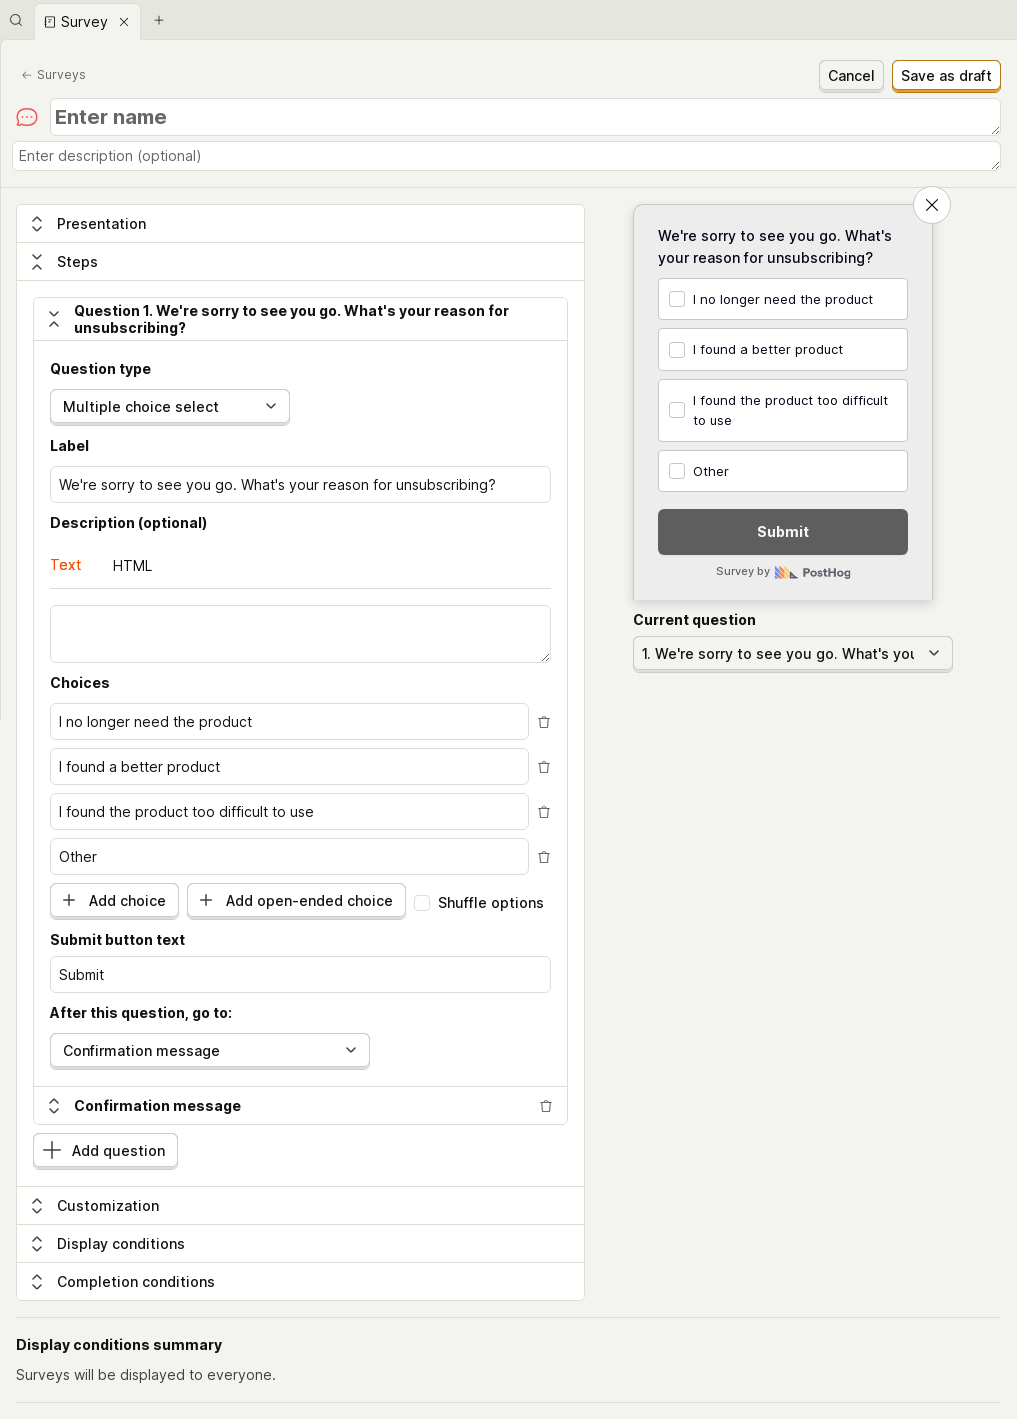 Survey
← Surveys
Cancel
Save as draft
Enter name
Enter description (optional)
Presentation
Steps
Question 1. We're sorry to see you go. What's your reason for
unsubscribing?
Question type
Multiple choice select
Label
We're sorry to see you go. What's your reason for unsubscribing?
Description (optional)
Text
HTML
Choices
I no longer need the product
I found a better product
I found the product too difficult to use
Other
Add choice
Add open-ended choice
Shuffle options
Submit button text
Submit
After this question, go to:
Confirmation message
Confirmation message
Add question
Customization
Display conditions
Completion conditions
We're sorry to see you go. What's
your reason for unsubscribing?
I no longer need the product
I found a better product
I found the product too difficult
to use
Other
Submit
Survey by PostHog
Current question
1. We're sorry to see you go. What's you
Display conditions summary
Surveys will be displayed to everyone.